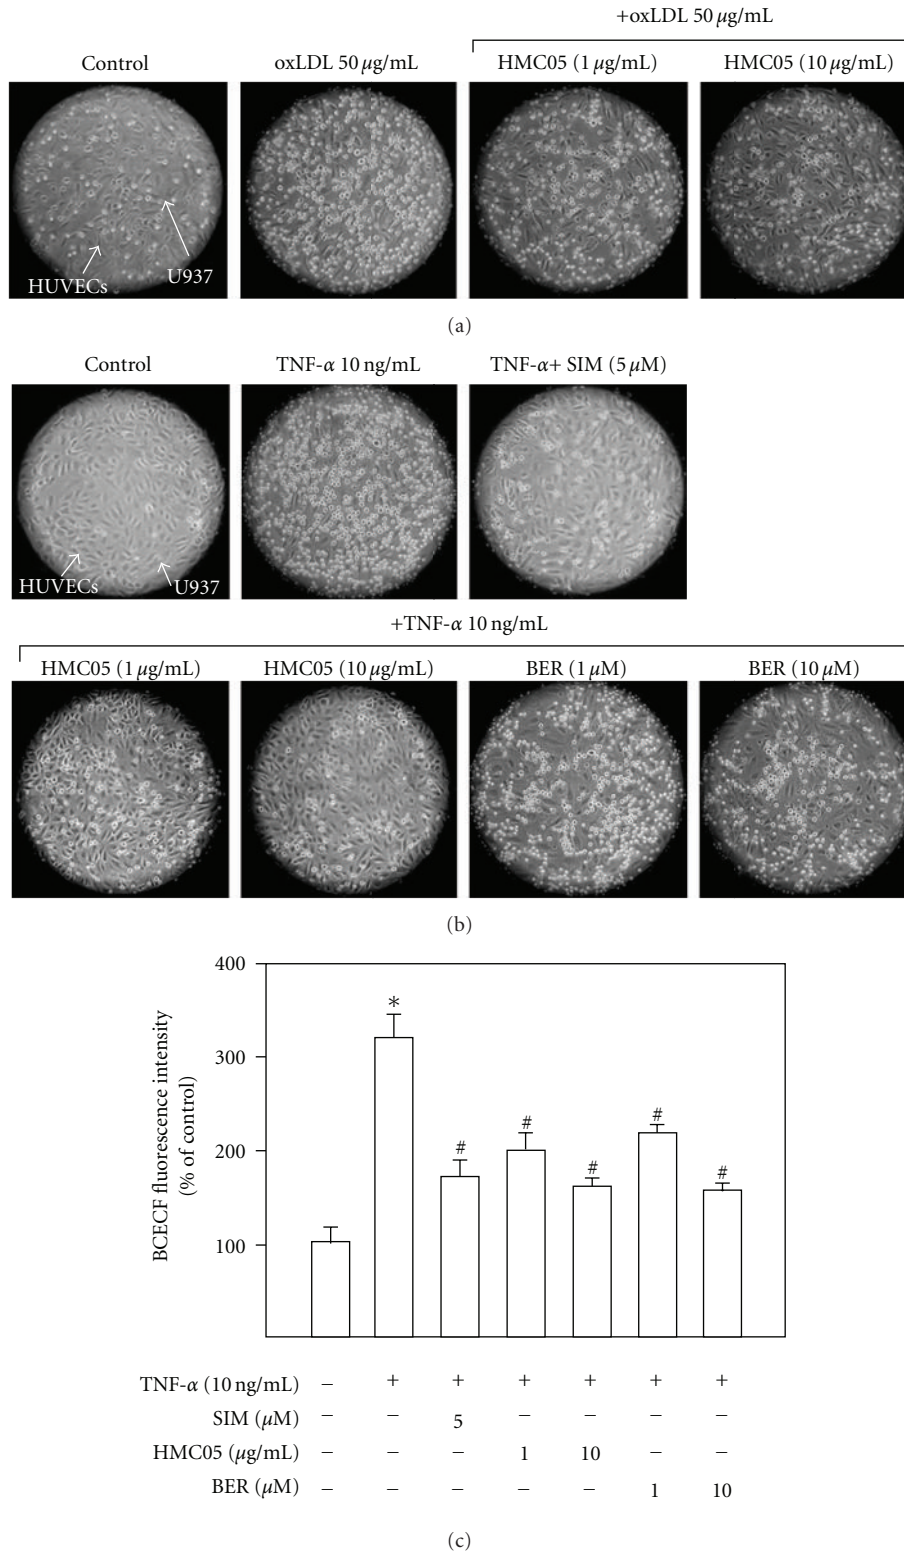 +oxLDL 50 μg/mL
Control
oxLDL 50 μg/mL
HMC05 (1 μg/mL)
HMC05 (10 μg/mL)
HUVECs
U937
(a)
Control
TNF-α 10 ng/mL
TNF-α+ SIM (5 μM)
HUVECs
U937
+TNF-α 10 ng/mL
HMC05 (1 μg/mL)
HMC05 (10 μg/mL)
BER (1 μM)
BER (10 μM)
(b)
BCECF fluorescence intensity
(% of control)
400
300
200
100
*
#
#
#
#
#
TNF-α (10 ng/mL) − + + + + + +
SIM (μM) − − 5 − − − −
HMC05 (μg/mL) − − − 1 10 − −
BER (μM) − − − − − 1 10
(c)